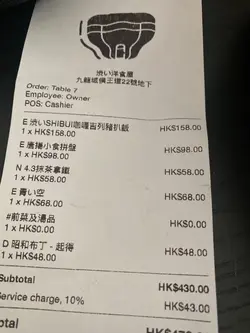 渋い洋食屋
九龍城侯王道22號地下
Order: Table 7
Employee: Owner
POS: Cashier
E 渋いSHIBUI咖喱吉列豬扒飯 HK$158.00
1 x HK$158.00
E 唐揚小食拼盤 HK$98.00
1 x HK$98.00
N 4.3抹茶拿鐵 HK$58.00
1 x HK$58.00
E 青い空 HK$68.00
1 x HK$68.00
#前菜及湯品 HK$0.00
1 x HK$0.00
D 昭和布丁 - 起得 HK$48.00
1 x HK$48.00
Subtotal HK$430.00
Service charge, 10% HK$43.00